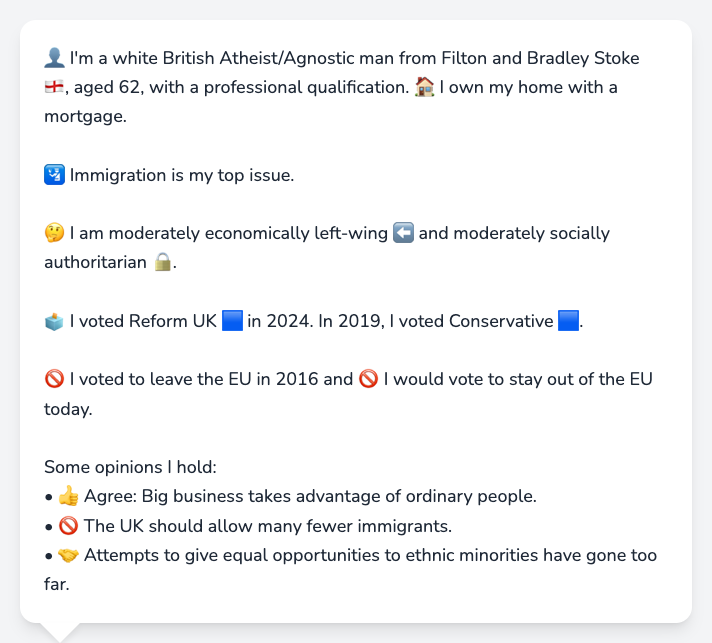 👤 I'm a white British Atheist/Agnostic man from Filton and Bradley Stoke
🏴󠁧󠁢󠁥󠁮󠁧󠁿, aged 62, with a professional qualification. 🏠 I own my home with a
mortgage.
🛂 Immigration is my top issue.
🤔 I am moderately economically left-wing ⬅️ and moderately socially
authoritarian 🔒.
🗳️ I voted Reform UK 🟦 in 2024. In 2019, I voted Conservative 🟦.
🚫 I voted to leave the EU in 2016 and 🚫 I would vote to stay out of the EU
today.
Some opinions I hold:
• 👍 Agree: Big business takes advantage of ordinary people.
• 🚫 The UK should allow many fewer immigrants.
• 🤝 Attempts to give equal opportunities to ethnic minorities have gone too
far.